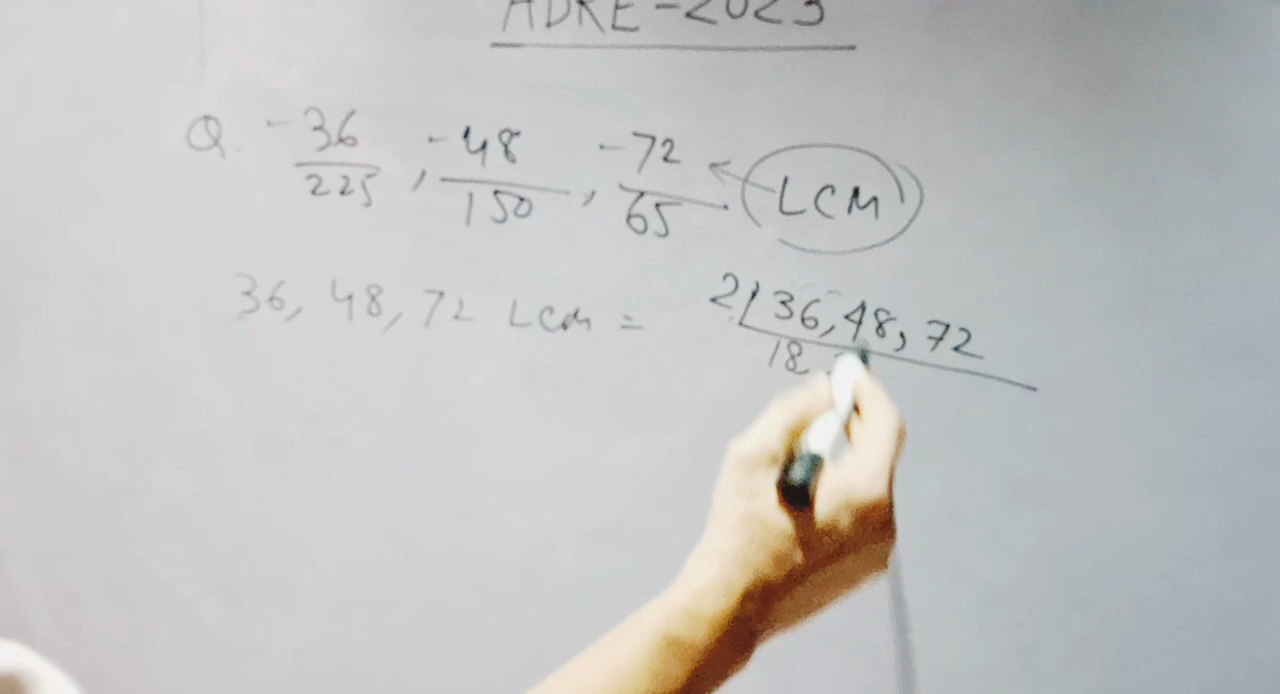 ADRE-2023
Q. -36/225, -48/150, -72/65 ← LCM
36, 48, 72 LCM = 2 | 36, 48, 72
18